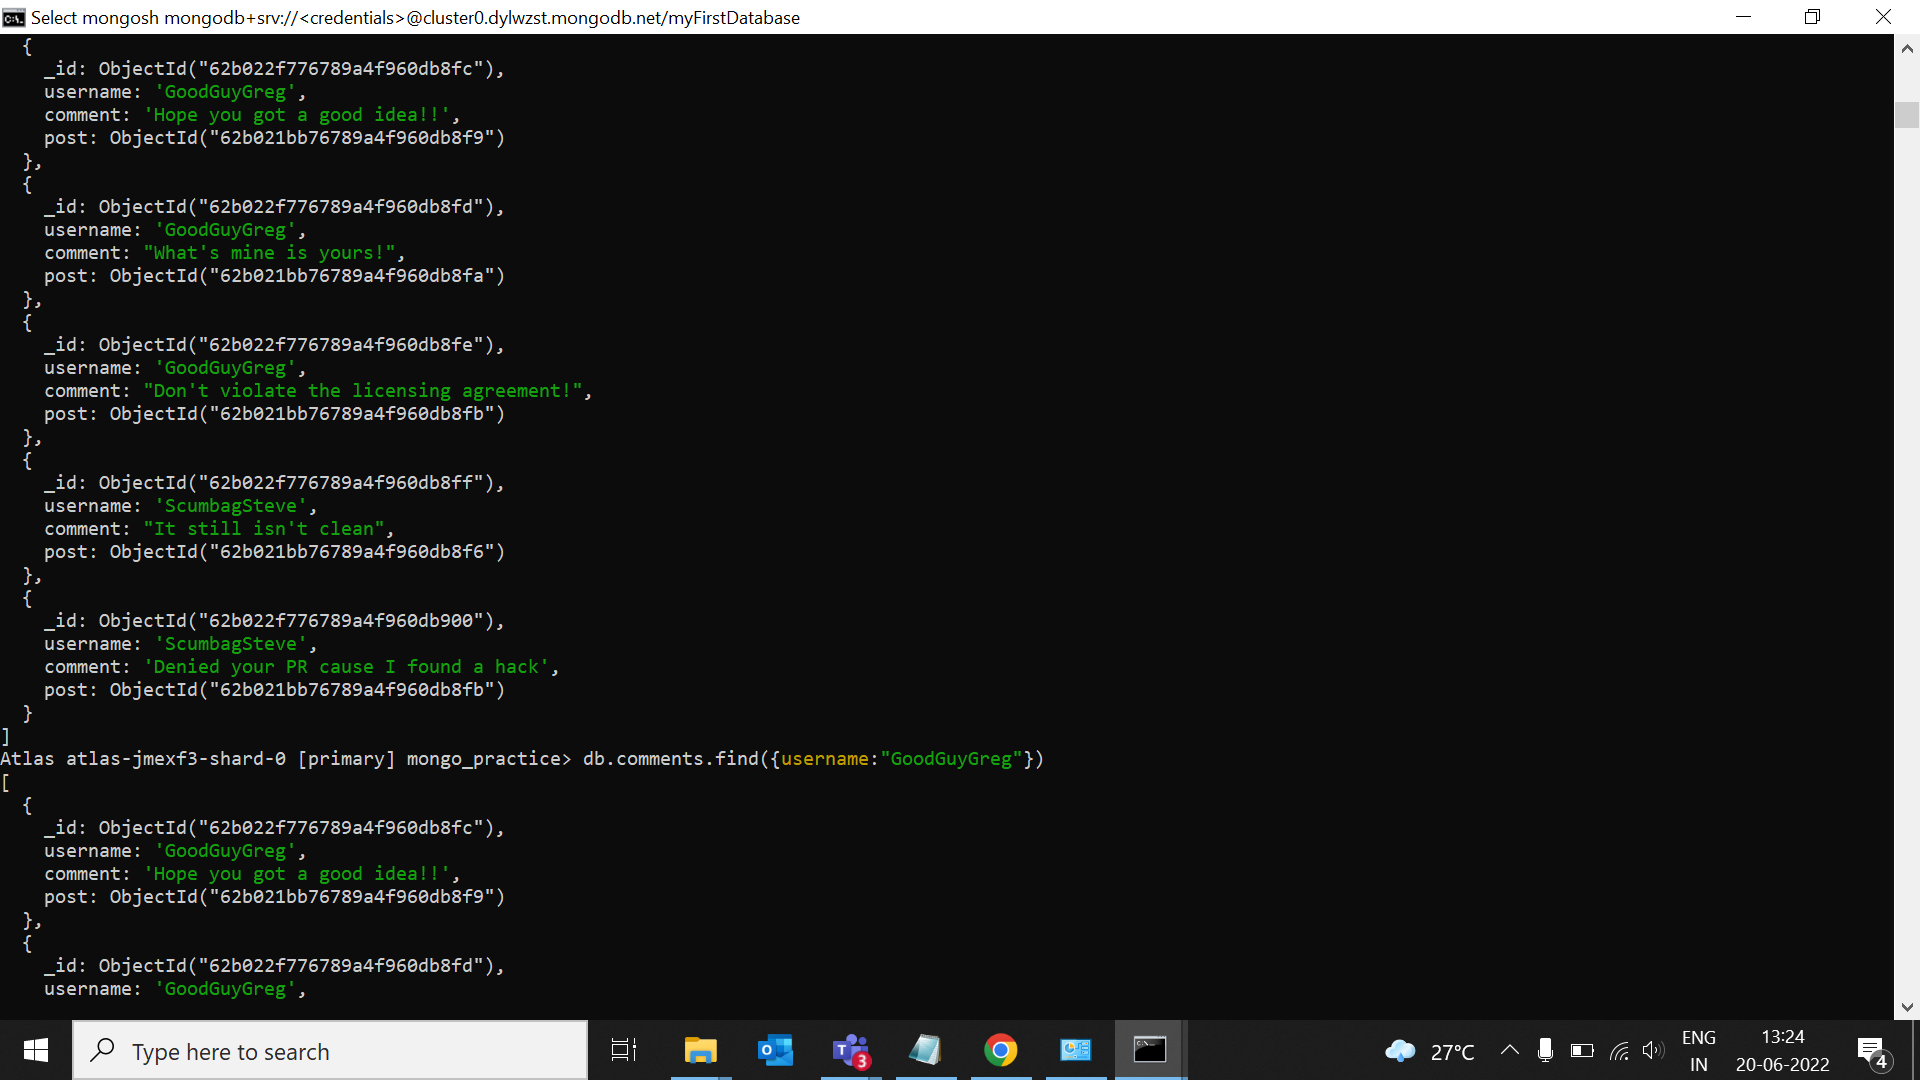 Select mongosh mongodb+srv://<credentials>@cluster0.dylwzst.mongodb.net/myFirstDatabase
  {
    _id: ObjectId("62b022f776789a4f960db8fc"),
    username: 'GoodGuyGreg',
    comment: 'Hope you got a good idea!!',
    post: ObjectId("62b021bb76789a4f960db8f9")
  },
  {
    _id: ObjectId("62b022f776789a4f960db8fd"),
    username: 'GoodGuyGreg',
    comment: "What's mine is yours!",
    post: ObjectId("62b021bb76789a4f960db8fa")
  },
  {
    _id: ObjectId("62b022f776789a4f960db8fe"),
    username: 'GoodGuyGreg',
    comment: "Don't violate the licensing agreement!",
    post: ObjectId("62b021bb76789a4f960db8fb")
  },
  {
    _id: ObjectId("62b022f776789a4f960db8ff"),
    username: 'ScumbagSteve',
    comment: "It still isn't clean",
    post: ObjectId("62b021bb76789a4f960db8f6")
  },
  {
    _id: ObjectId("62b022f776789a4f960db900"),
    username: 'ScumbagSteve',
    comment: 'Denied your PR cause I found a hack',
    post: ObjectId("62b021bb76789a4f960db8fb")
  }
]
Atlas atlas-jmexf3-shard-0 [primary] mongo_practice> db.comments.find({username:"GoodGuyGreg"})
[
  {
    _id: ObjectId("62b022f776789a4f960db8fc"),
    username: 'GoodGuyGreg',
    comment: 'Hope you got a good idea!!',
    post: ObjectId("62b021bb76789a4f960db8f9")
  },
  {
    _id: ObjectId("62b022f776789a4f960db8fd"),
    username: 'GoodGuyGreg',
Type here to search
3
27°C
ENG
IN
13:24
20-06-2022
4